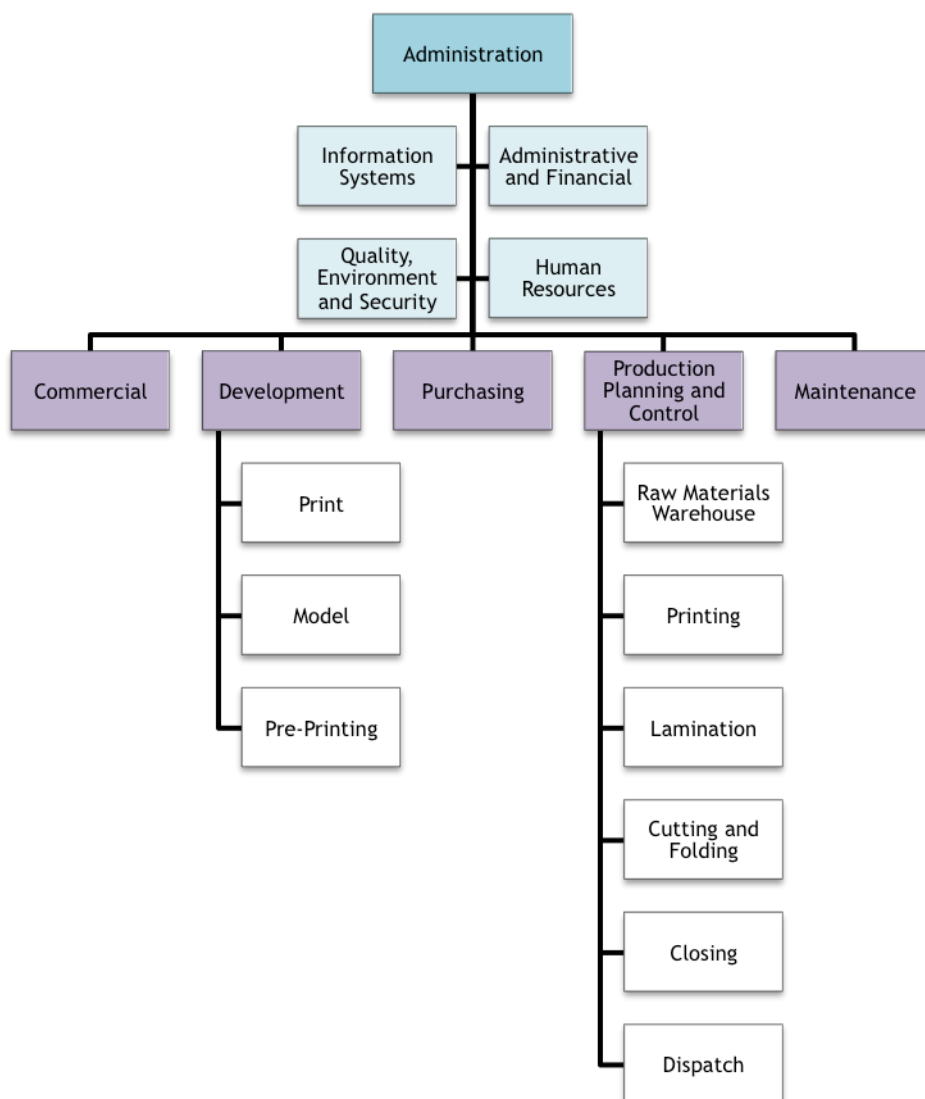 Administration
Information
Systems
Administrative
and Financial
Quality,
Environment
and Security
Human
Resources
Commercial
Development
Purchasing
Production
Planning and
Control
Maintenance
Print
Model
Pre-Printing
Raw Materials
Warehouse
Printing
Lamination
Cutting and
Folding
Closing
Dispatch